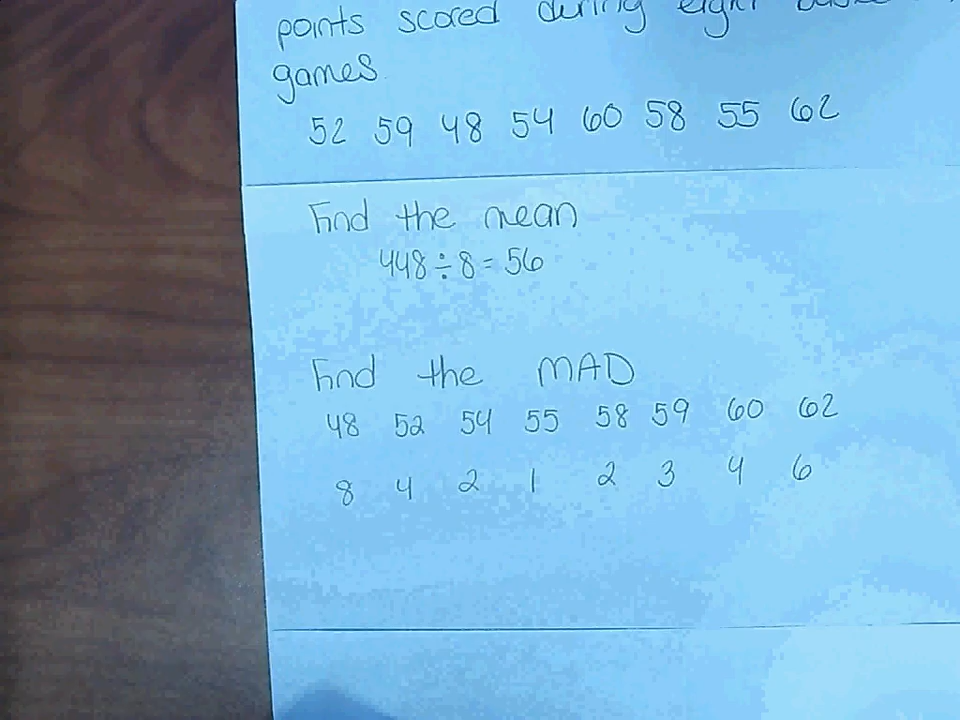 points scored during eight
games
52 59 48 54 60 58 55 62
Find the mean
448 ÷ 8 = 56
Find the MAD
48 52 54 55 58 59 60 62
8 4 2 1 2 3 4 6